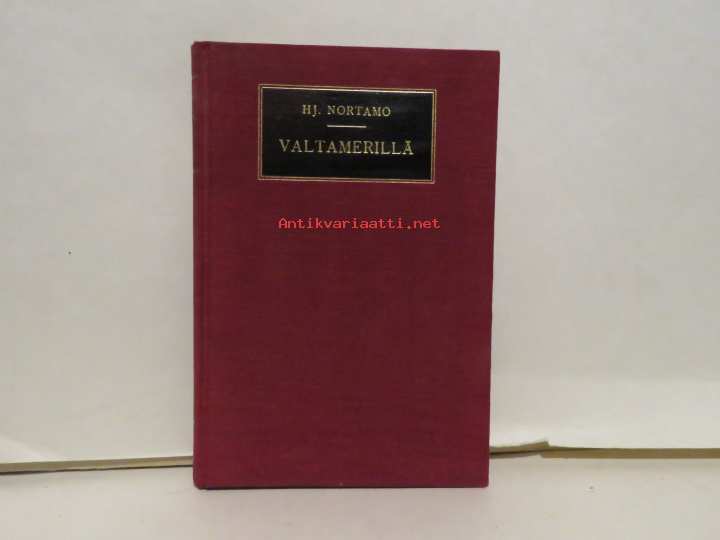 HJ. NORTAMO
VALTAMERILLÄ
Antikvariaatti.net